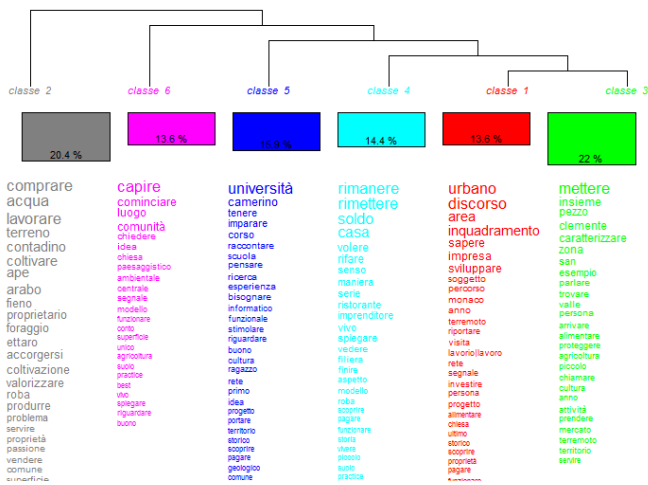 classe 2
classe 6
classe 5
classe 4
classe 1
classe 3
20.4 %
13.6 %
15.9 %
14.4 %
13.6 %
22 %
comprare
acqua
lavorare
terreno
contadino
coltivare
ape
arabo
fieno
proprietario
foraggio
ettaro
accorgersi
coltivazione
valorizzare
roba
produrre
problema
servire
proprietà
passione
vendere
comune
superficie
capire
cominciare
luogo
comunità
chiedere
idea
chiesa
paesaggistico
ambientale
centrale
segnale
modello
funzionare
conto
superficie
unico
agricoltura
suolo
practice
best
vivo
spiegare
riguardare
buono
università
camerino
tenere
imparare
corso
raccontare
scuola
pensare
ricerca
esperienza
bisognare
informatico
funzionale
stimolare
riguardare
buono
cultura
ragazzo
rete
primo
idea
progetto
portare
territorio
storico
scoprire
pagare
geologico
comune
rimanere
rimettere
soldo
casa
volere
rifare
senso
maniera
serie
ristorante
imprenditore
vivo
spiegare
vedere
filiera
finire
aspetto
modello
roba
scoprire
pagare
funzionare
storia
vivere
piccolo
suolo
practice
urbano
discorso
area
inquadramento
sapere
impresa
sviluppare
soggetto
percorso
monaco
anno
terremoto
riportare
visita
lavorio|lavoro
rete
segnale
investire
persona
progetto
alimentare
chiesa
ultimo
storico
scoprire
proprietà
pagare
funzionare
mettere
insieme
pezzo
clemente
caratterizzare
zona
san
esempio
parlare
trovare
valle
persona
arrivare
alimentare
proteggere
agricoltura
piccolo
chiamare
cultura
anno
attività
prendere
mercato
terremoto
territorio
servire